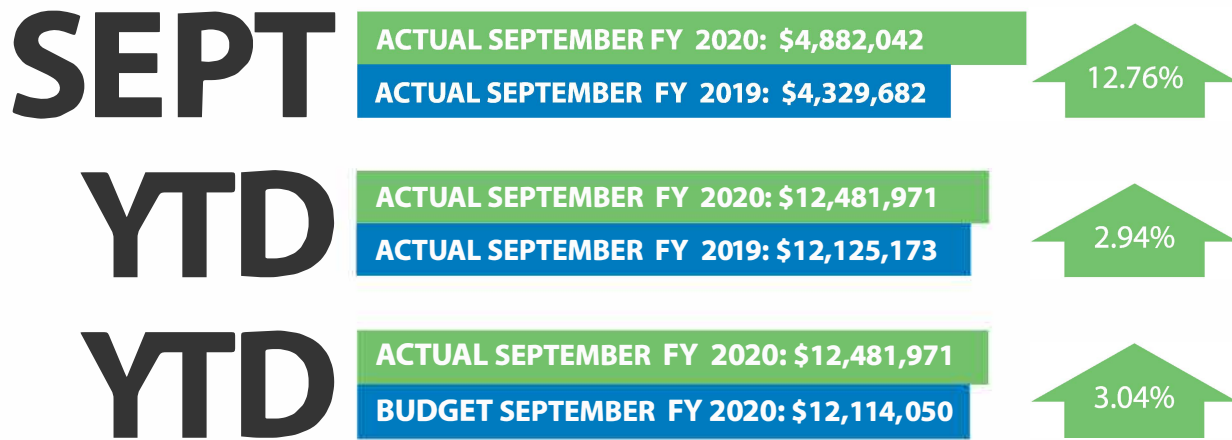 SEPT
ACTUAL SEPTEMBER FY 2020: $4,882,042
ACTUAL SEPTEMBER FY 2019: $4,329,682
12.76%
YTD
ACTUAL SEPTEMBER FY 2020: $12,481,971
ACTUAL SEPTEMBER FY 2019: $12,125,173
2.94%
YTD
ACTUAL SEPTEMBER FY 2020: $12,481,971
BUDGET SEPTEMBER FY 2020: $12,114,050
3.04%